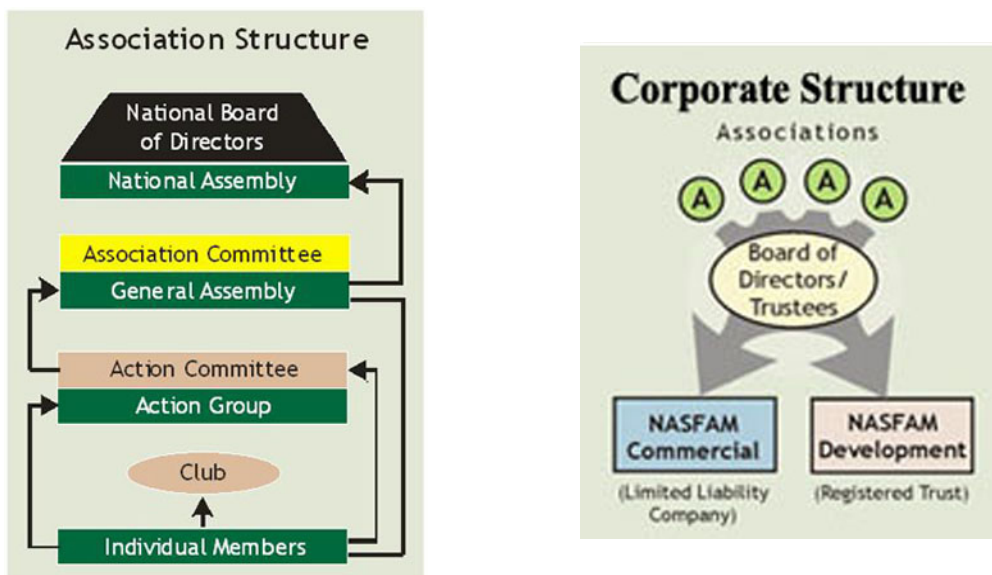 Association Structure
National Board
of Directors
National Assembly
Association Committee
General Assembly
Action Committee
Action Group
Club
Individual Members
Corporate Structure
Associations
A A A A
Board of
Directors/
Trustees
NASFAM
Commercial
(Limited Liability
Company)
NASFAM
Development
(Registered Trust)